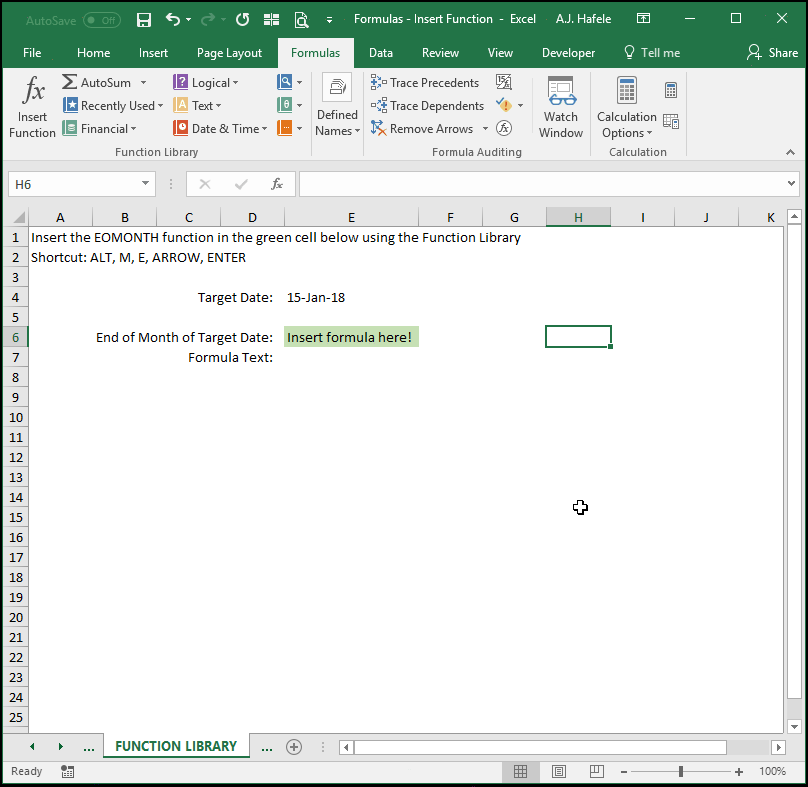 AutoSave Off Formulas - Insert Function - Excel A.J. Hafele
File Home Insert Page Layout Formulas Data Review View Developer Tell me Share
fx Insert Function
Σ AutoSum
Recently Used
Financial
? Logical
A Text
Date & Time
θ
Function Library
Defined Names
Trace Precedents
Trace Dependents
Remove Arrows
fx
Formula Auditing
Watch Window
Calculation Options
Calculation
H6 fx
A B C D E F G H I J K
1 Insert the EOMONTH function in the green cell below using the Function Library
2 Shortcut: ALT, M, E, ARROW, ENTER
3
4 Target Date: 15-Jan-18
5
6 End of Month of Target Date: Insert formula here!
7 Formula Text:
8
9
10
11
12
13
14
15
16
17
18
19
20
21
22
23
24
25
... FUNCTION LIBRARY ...
Ready 100%